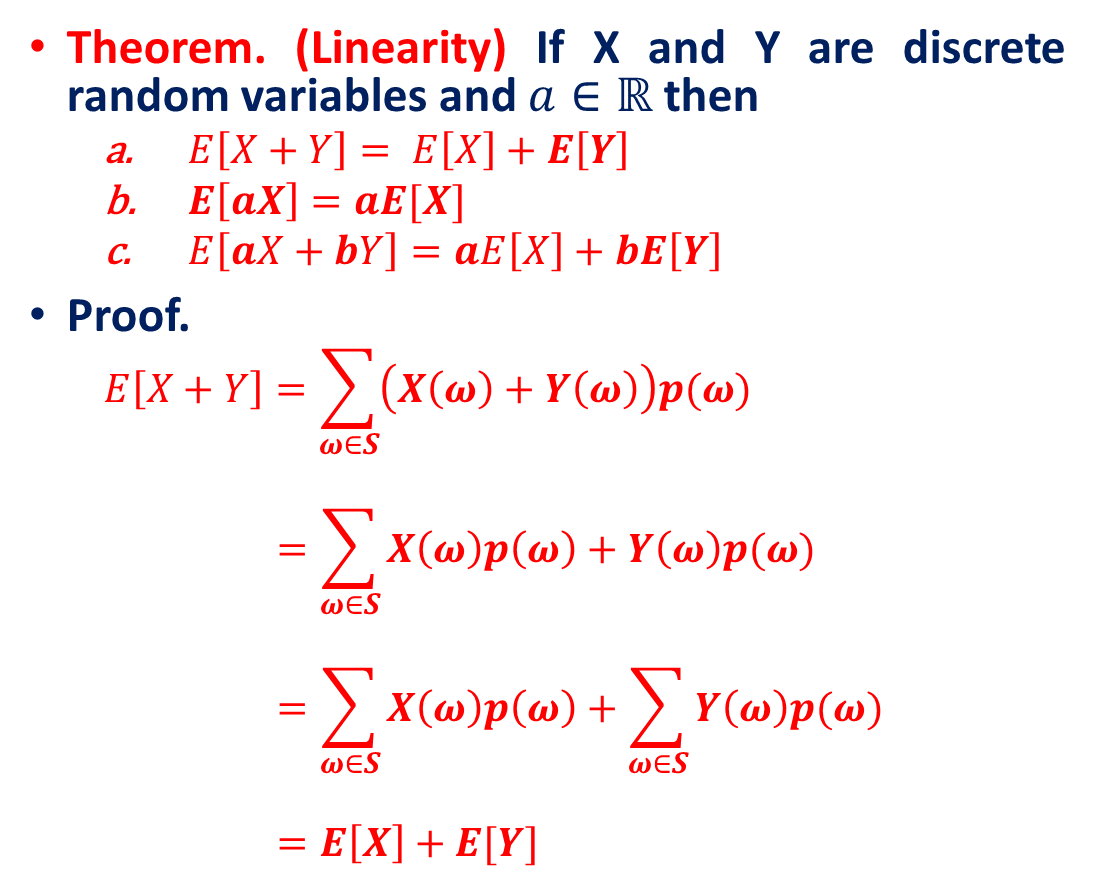 • Theorem. (Linearity) If X and Y are discrete
random variables and a ∈ ℝ then
a. E[X + Y] = E[X] + E[Y]
b. E[aX] = aE[X]
c. E[aX + bY] = aE[X] + bE[Y]
• Proof.
E[X + Y] = ∑_{ω∈S} (X(ω) + Y(ω))p(ω)
= ∑_{ω∈S} X(ω)p(ω) + Y(ω)p(ω)
= ∑_{ω∈S} X(ω)p(ω) + ∑_{ω∈S} Y(ω)p(ω)
= E[X] + E[Y]